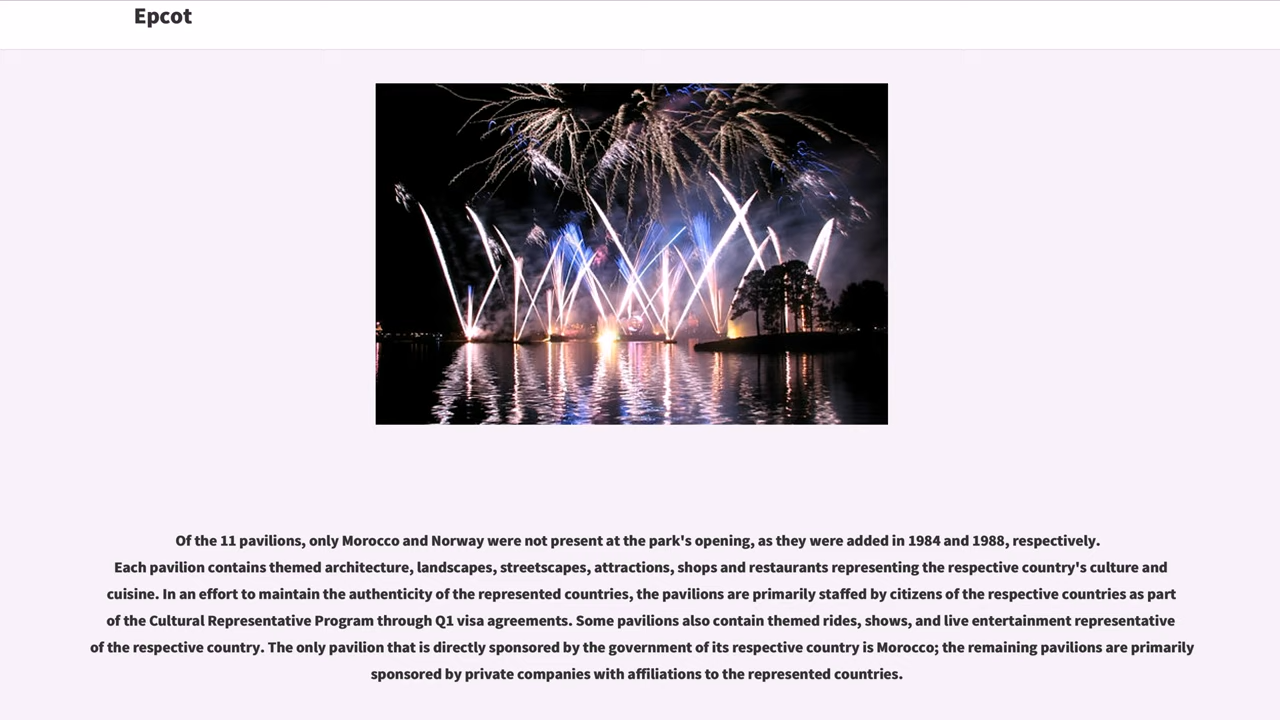 Epcot
Of the 11 pavilions, only Morocco and Norway were not present at the park's opening, as they were added in 1984 and 1988, respectively.
Each pavilion contains themed architecture, landscapes, streetscapes, attractions, shops and restaurants representing the respective country's culture and
cuisine. In an effort to maintain the authenticity of the represented countries, the pavilions are primarily staffed by citizens of the respective countries as part
of the Cultural Representative Program through Q1 visa agreements. Some pavilions also contain themed rides, shows, and live entertainment representative
of the respective country. The only pavilion that is directly sponsored by the government of its respective country is Morocco; the remaining pavilions are primarily
sponsored by private companies with affiliations to the represented countries.